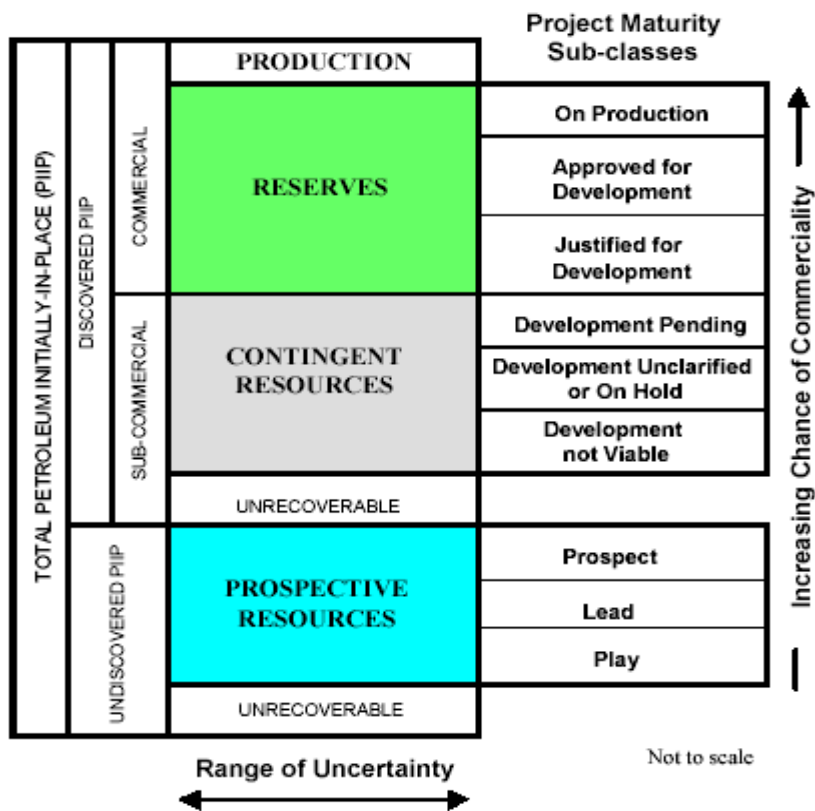 Project Maturity
Sub-classes
PRODUCTION
On Production
RESERVES
Approved for
Development
Justified for
Development
CONTINGENT
RESOURCES
Development Pending
Development Unclarified
or On Hold
Development
not Viable
UNRECOVERABLE
PROSPECTIVE
RESOURCES
Prospect
Lead
Play
UNRECOVERABLE
TOTAL PETROLEUM INITIALLY-IN-PLACE (PIIP)
DISCOVERED PIIP
UNDISCOVERED PIIP
COMMERCIAL
SUB-COMMERCIAL
Increasing Chance of Commerciality
Range of Uncertainty
Not to scale